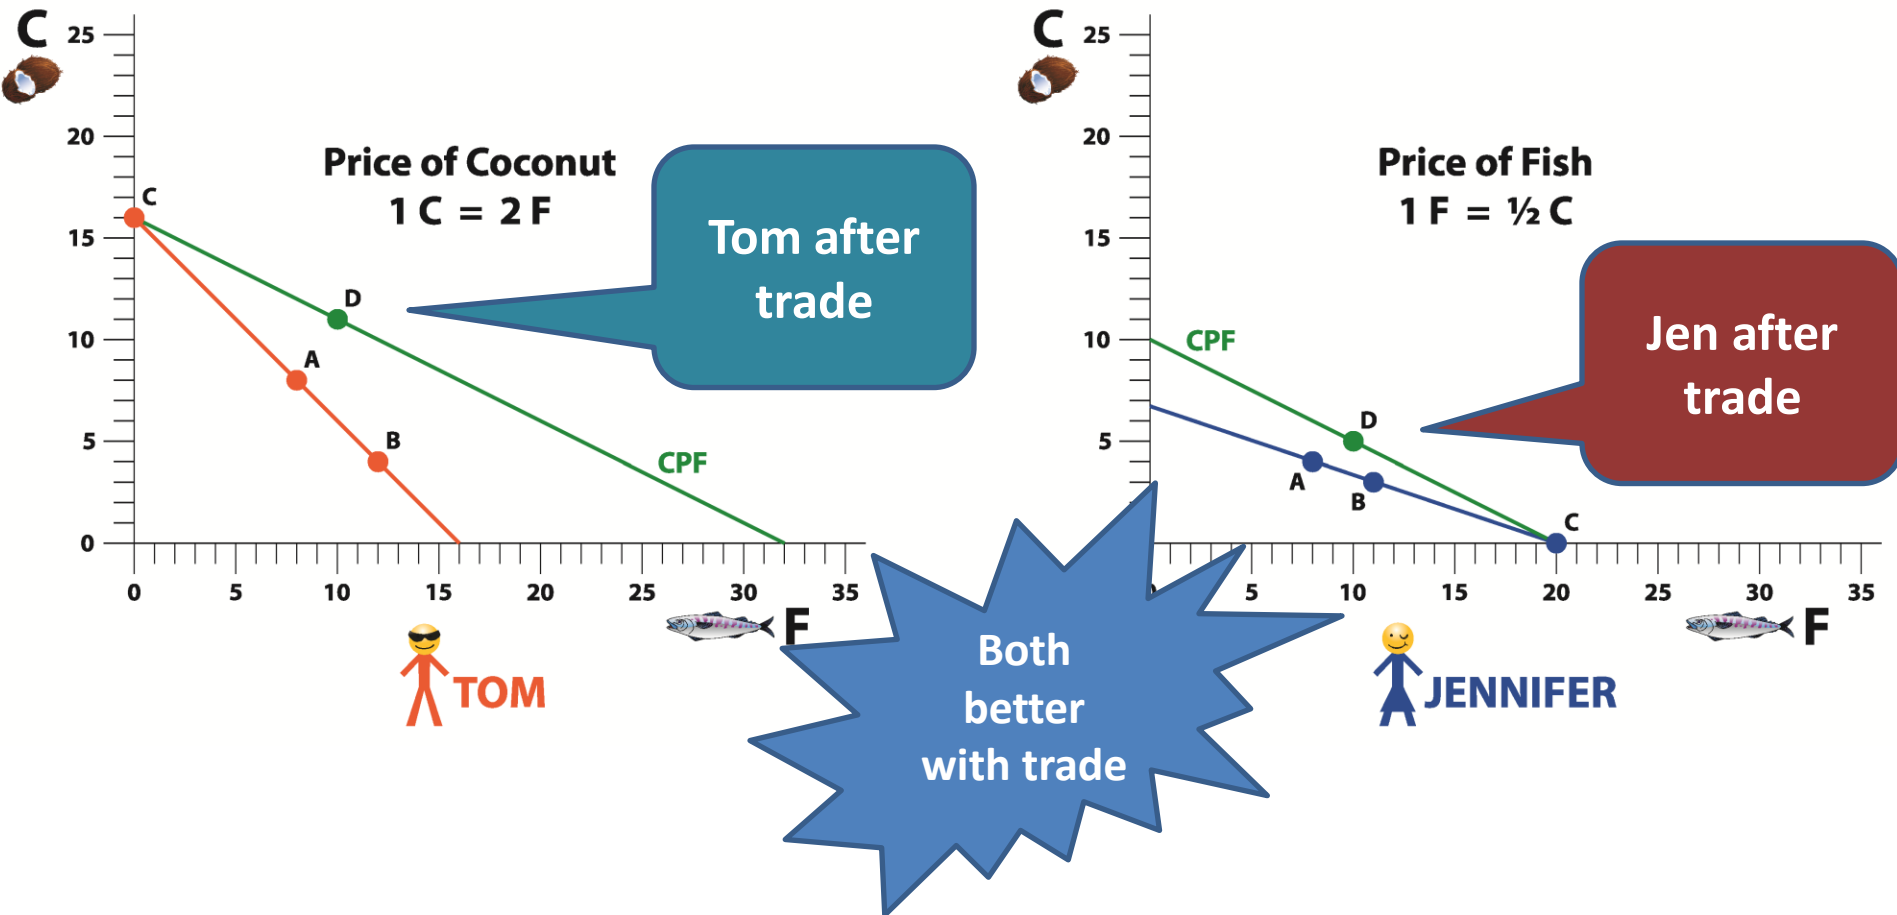 C
25
20
15
10
5
0
Price of Coconut
1 C = 2 F
C
D
A
B
CPF
Tom after
trade
0 5 10 15 20 25 30 35
F
TOM
C
25
20
15
10
5
Price of Fish
1 F = ½ C
CPF
D
A
B
C
Jen after
trade
5 10 15 20 25 30 35
F
JENNIFER
Both
better
with trade